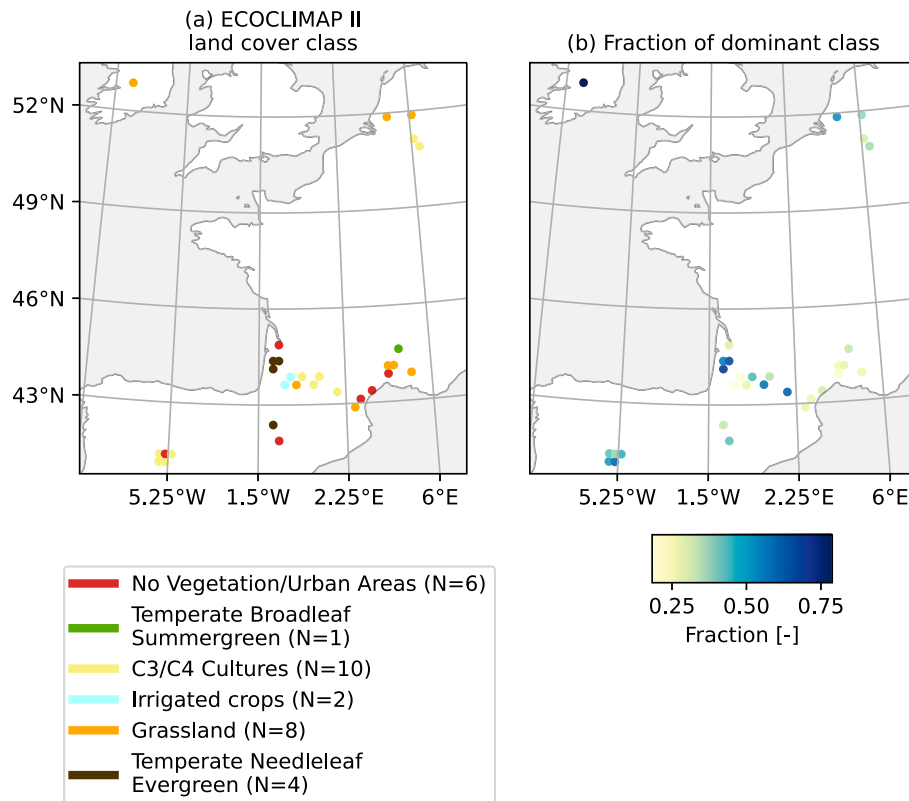 (a) ECOCLIMAP II
land cover class
(b) Fraction of dominant class
52°N
49°N
46°N
43°N
5.25°W 1.5°W 2.25°E 6°E
5.25°W 1.5°W 2.25°E 6°E
0.25 0.50 0.75
Fraction [-]
No Vegetation/Urban Areas (N=6)
Temperate Broadleaf
Summergreen (N=1)
C3/C4 Cultures (N=10)
Irrigated crops (N=2)
Grassland (N=8)
Temperate Needleleaf
Evergreen (N=4)